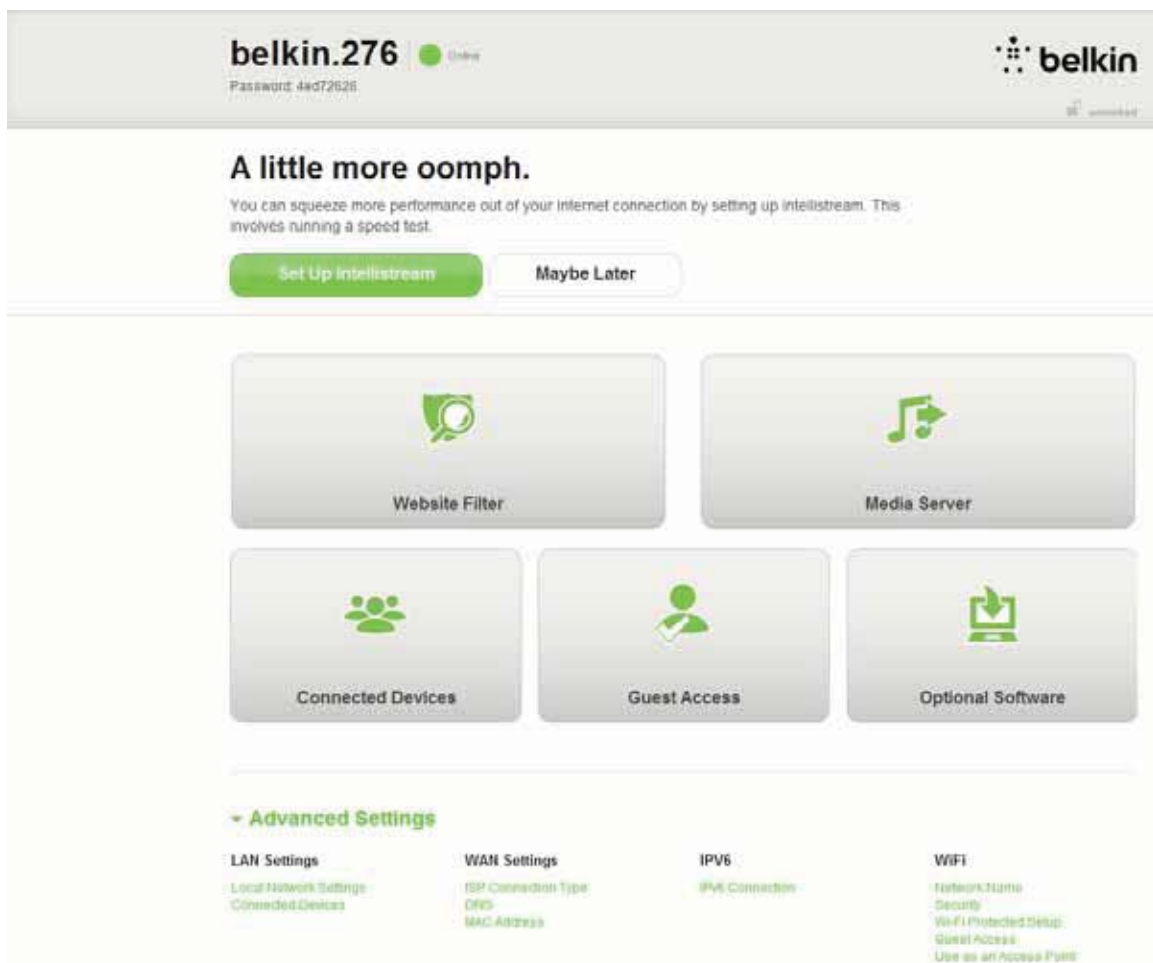 belkin.276 Online
Password: 4ed72626
belkin
unlocked
A little more oomph.
You can squeeze more performance out of your Internet connection by setting up Intellistream. This
involves running a speed test.
Set Up Intellistream
Maybe Later
Website Filter
Media Server
Connected Devices
Guest Access
Optional Software
Advanced Settings
LAN Settings
Local Network Settings
Connected Devices
WAN Settings
ISP Connection Type
DNS
MAC Address
IPV6
IPv6 Connection
WiFi
Network Name
Security
Wi-Fi Protected Setup
Guest Access
Use as an Access Point